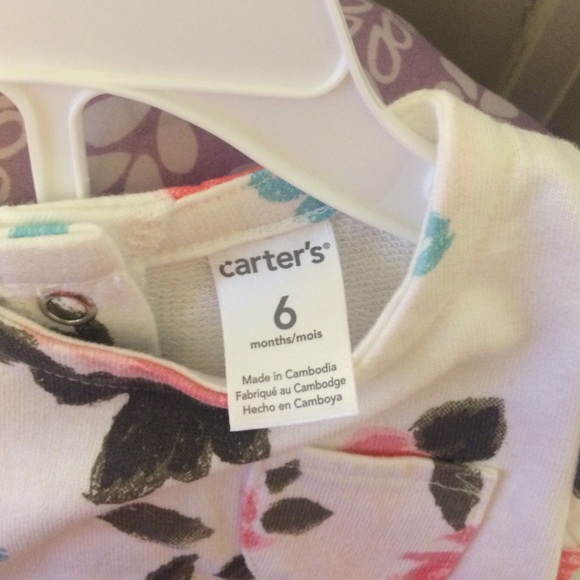 carter's®
6
months/mois
Made in Cambodia
Fabriqué au Cambodge
Hecho en Camboya